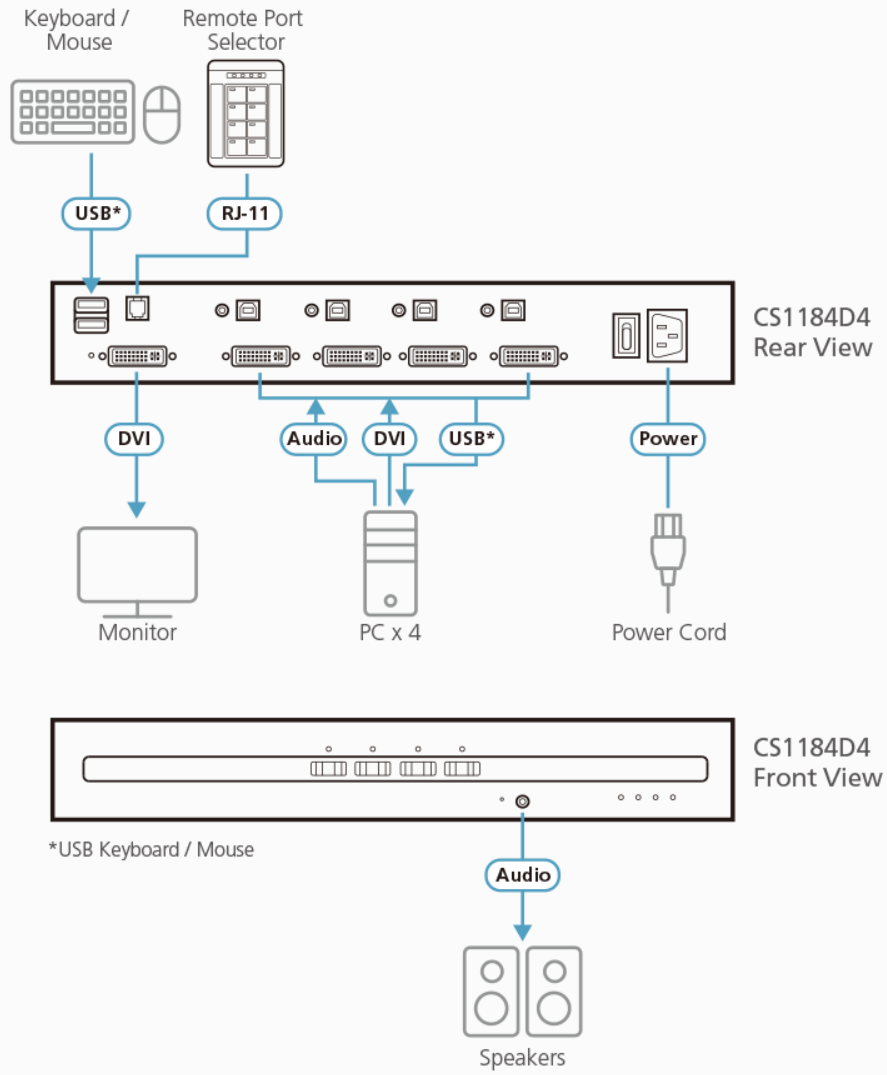 Keyboard /
Mouse
Remote Port
Selector
USB*
RJ-11
CS1184D4
Rear View
DVI
Audio
DVI
USB*
Power
Monitor
PC x 4
Power Cord
CS1184D4
Front View
*USB Keyboard / Mouse
Audio
Speakers